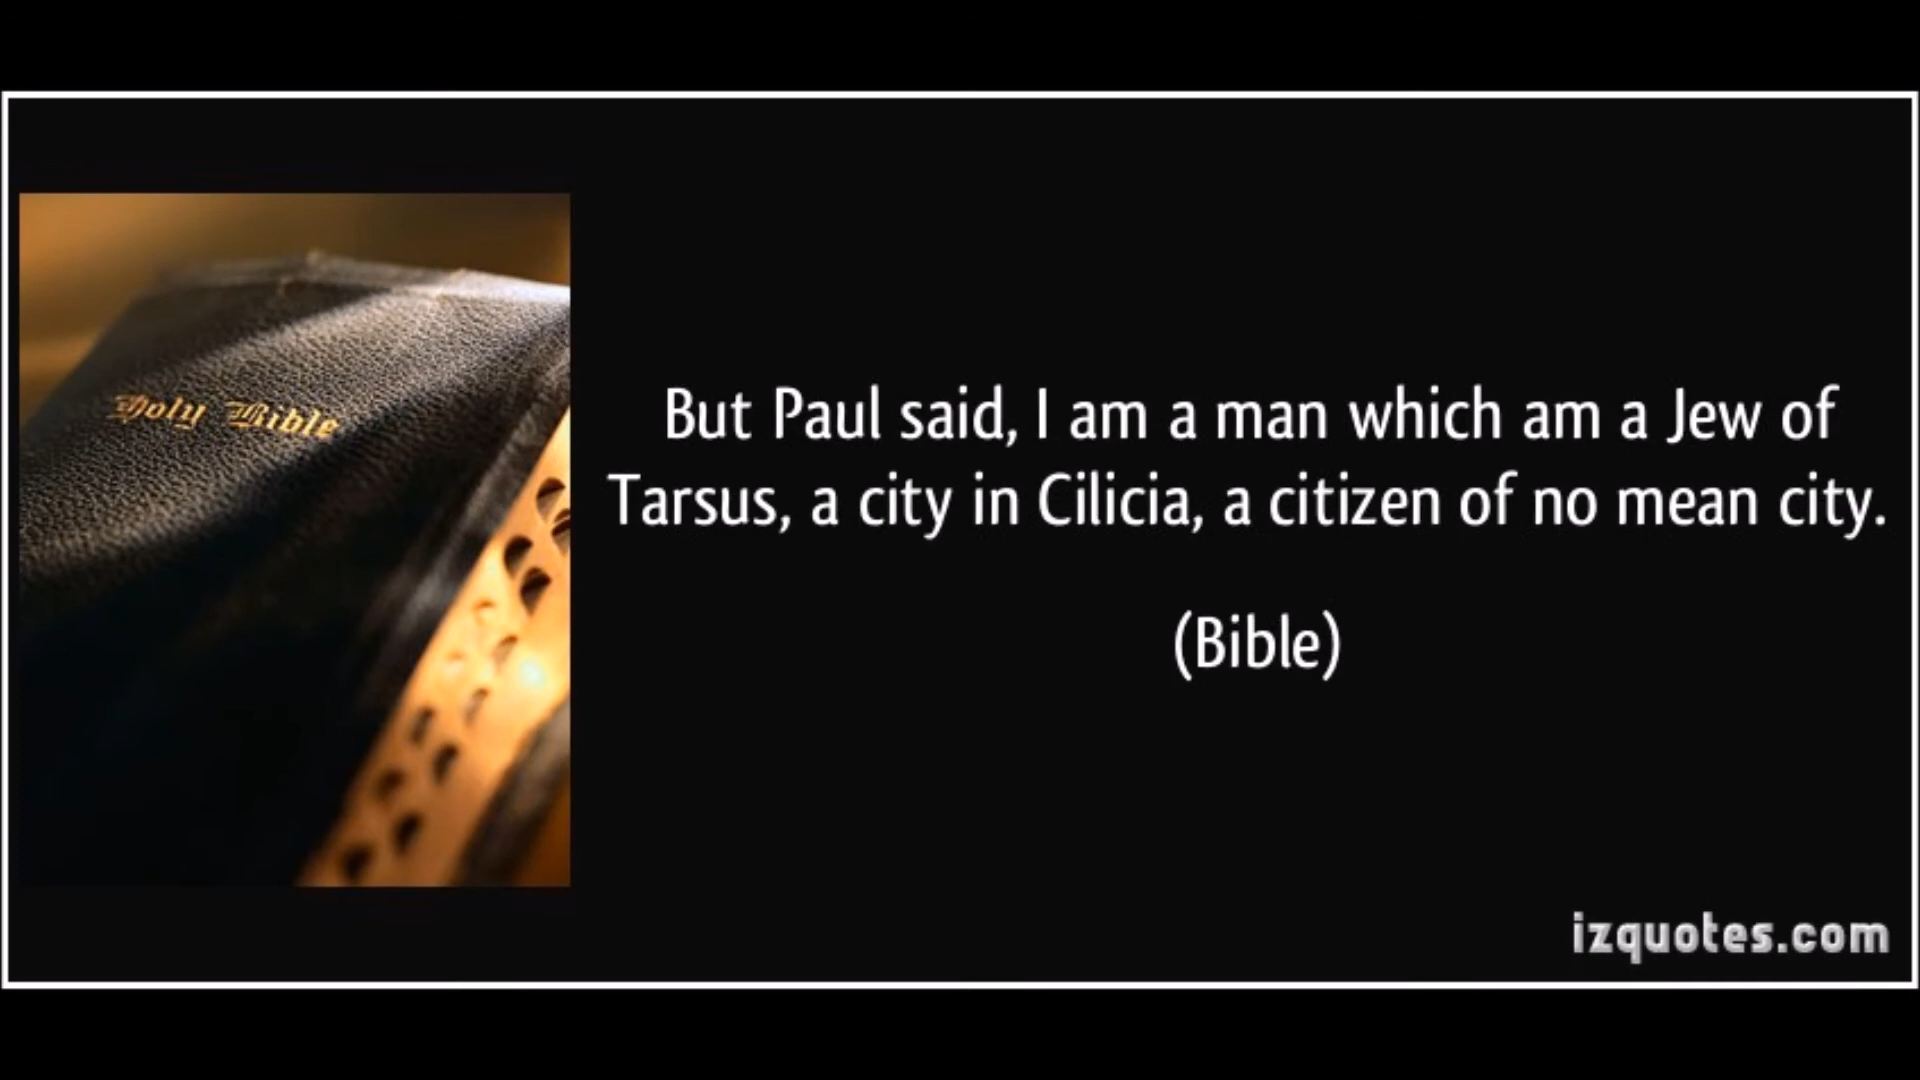 Holy Bible
But Paul said, I am a man which am a Jew of
Tarsus, a city in Cilicia, a citizen of no mean city.
(Bible)
izquotes.com